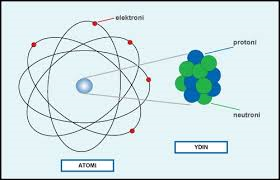 elektroni
protoni
neutroni
ATOMI
YDIN